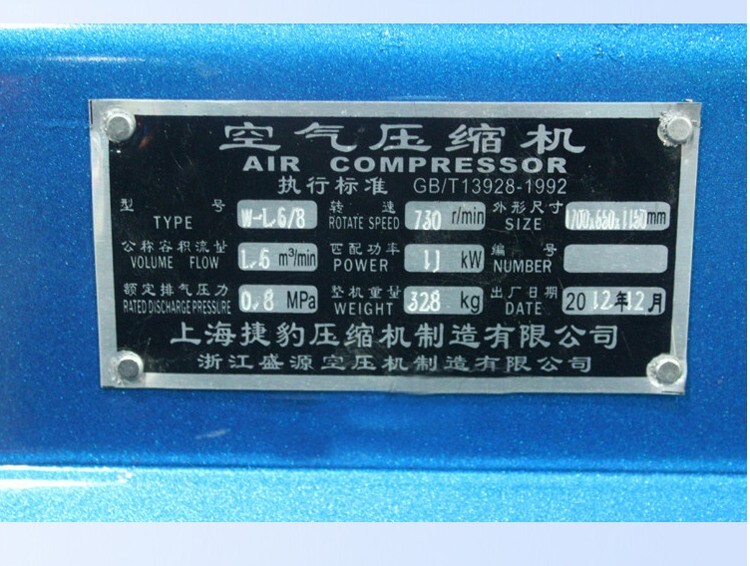 空气压缩机
AIR COMPRESSOR
执行标准 GB/T13928-1992
型 号 转 速 外形尺寸
TYPE W-1.6/8 ROTATE SPEED 730 r/min SIZE 1700x660x1150mm
公称容积流量 匹配功率 编 号
VOLUME FLOW 1.6 m³/min POWER 11 kW NUMBER
额定排气压力 整机重量 出厂日期
RATED DISCHARGE PRESSURE 0.8 MPa WEIGHT 328 kg DATE 2012年12月
上海捷豹压缩机制造有限公司
浙江盛源空压机制造有限公司